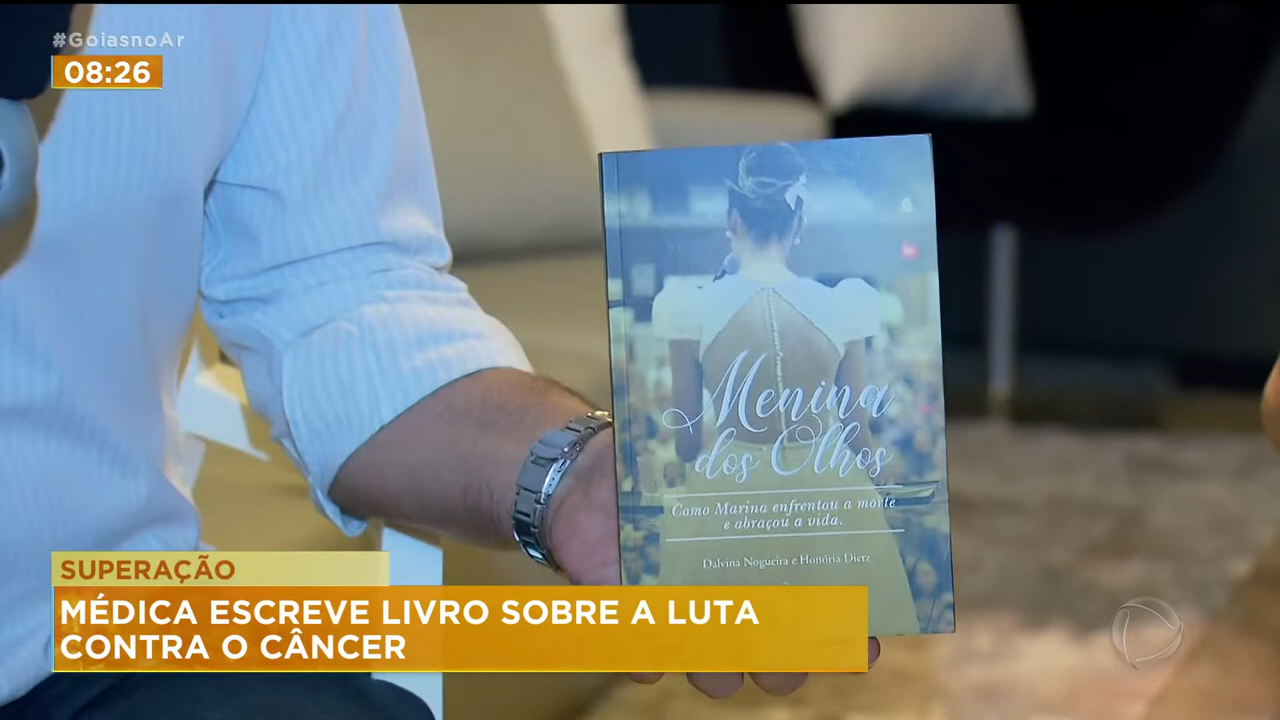 #GoiasnoAr
08:26
Menina
dos Olhos
Como Marina enfrentou a morte
e abraçou a vida.
Dalvina Nogueira e Honória Dietz
SUPERAÇÃO
MÉDICA ESCREVE LIVRO SOBRE A LUTA
CONTRA O CÂNCER